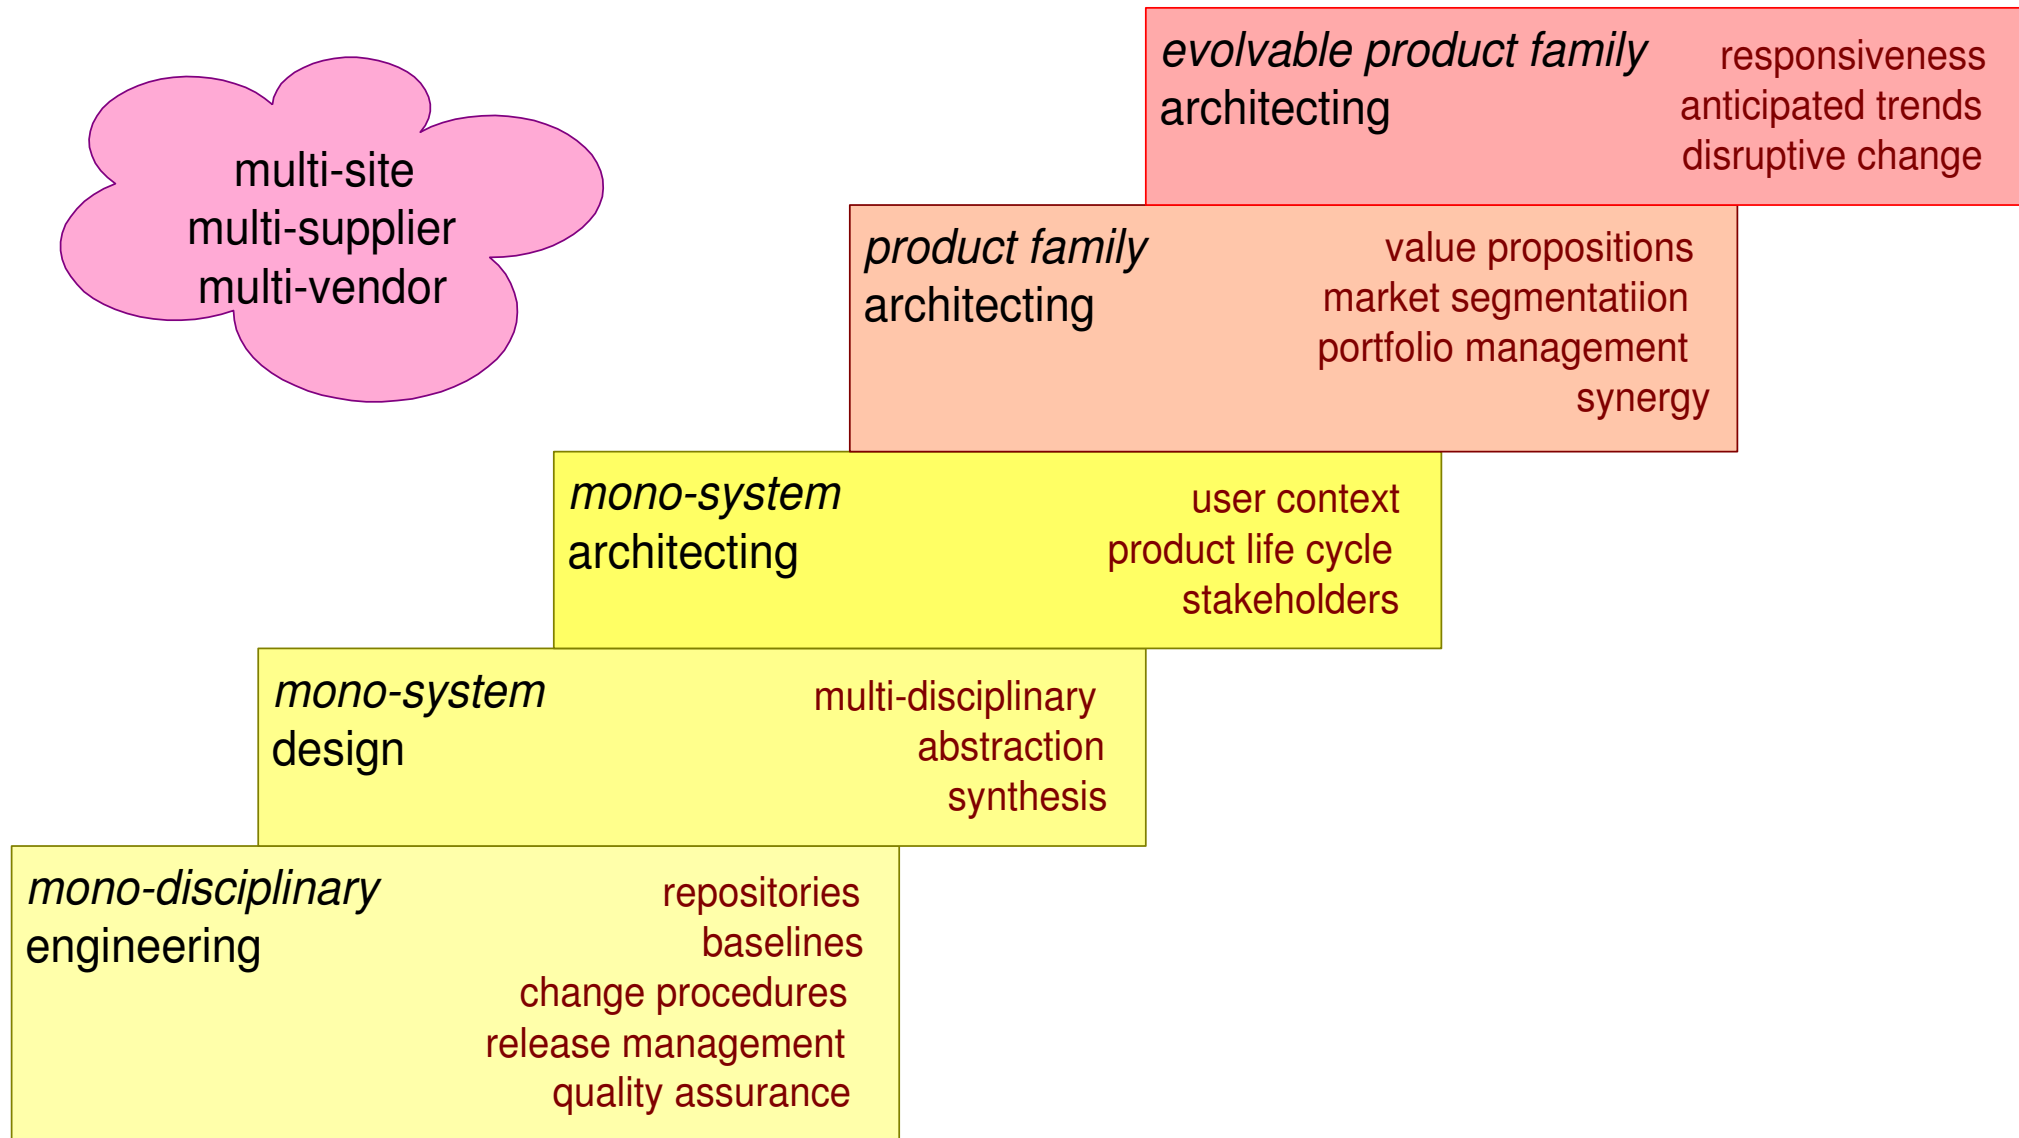 multi-site
multi-supplier
multi-vendor
evolvable product family
architecting
responsiveness
anticipated trends
disruptive change
product family
architecting
value propositions
market segmentatiion
portfolio management
synergy
mono-system
architecting
user context
product life cycle
stakeholders
mono-system
design
multi-disciplinary
abstraction
synthesis
mono-disciplinary
engineering
repositories
baselines
change procedures
release management
quality assurance